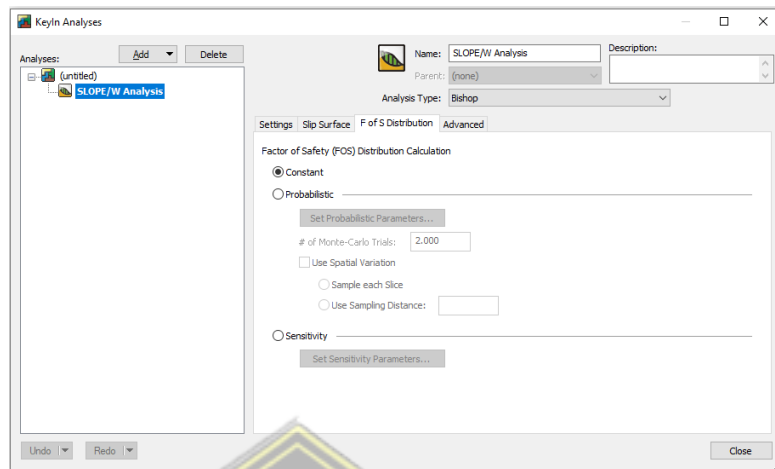 KeyIn Analyses
Analyses:
Add
Delete
(untitled)
SLOPE/W Analysis
Name: SLOPE/W Analysis
Description:
Parent: (none)
Analysis Type: Bishop
Settings Slip Surface F of S Distribution Advanced
Factor of Safety (FOS) Distribution Calculation
Constant
Probabilistic
Set Probabilistic Parameters...
# of Monte-Carlo Trials: 2.000
Use Spatial Variation
Sample each Slice
Use Sampling Distance:
Sensitivity
Set Sensitivity Parameters...
Undo Redo Close